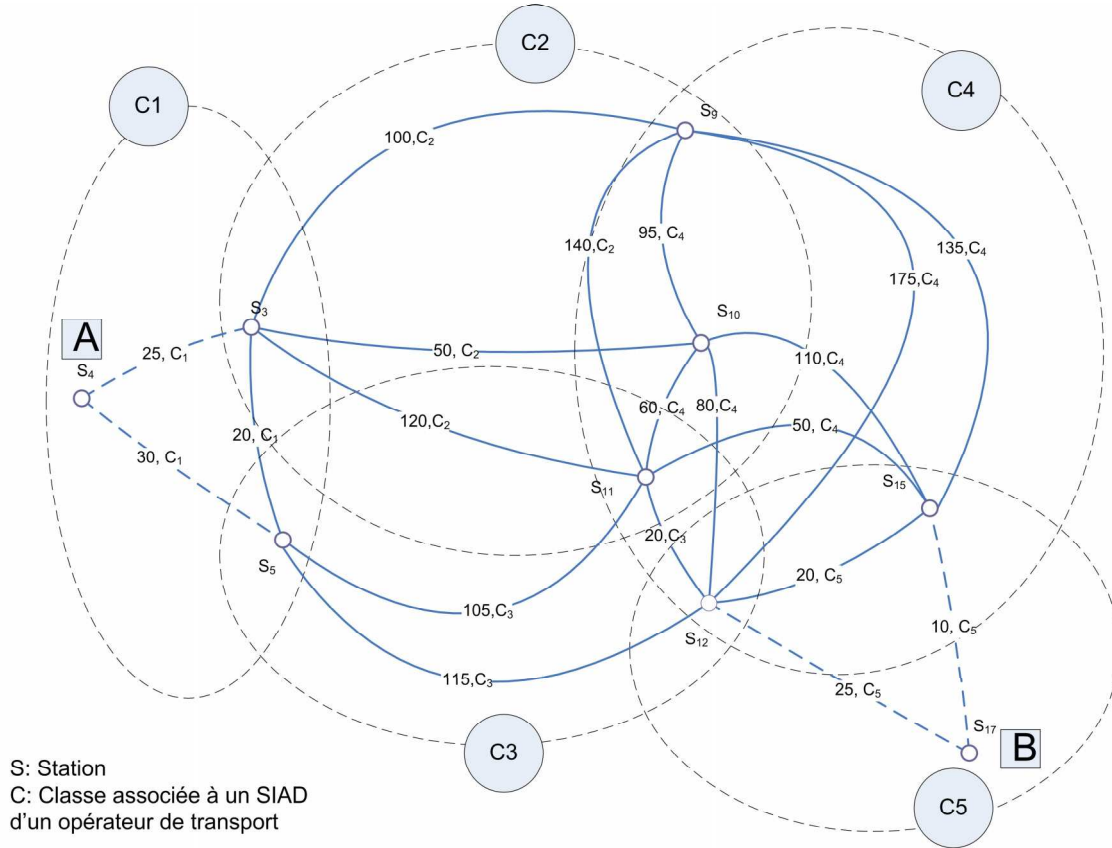 C2
C4
C1
S9
100,C2
140,C2
95, C4
135,C4
175,C4
S3
S10
A
S4
25, C1
50, C2
110,C4
60, C4
80,C4
120,C2
50, C4
20, C1
30, C1
S11
S15
20,C3
S5
20, C5
105,C3
S12
10, C5
115,C3
25, C5
S17
B
C3
C5
S: Station
C: Classe associée à un SIAD
d'un opérateur de transport